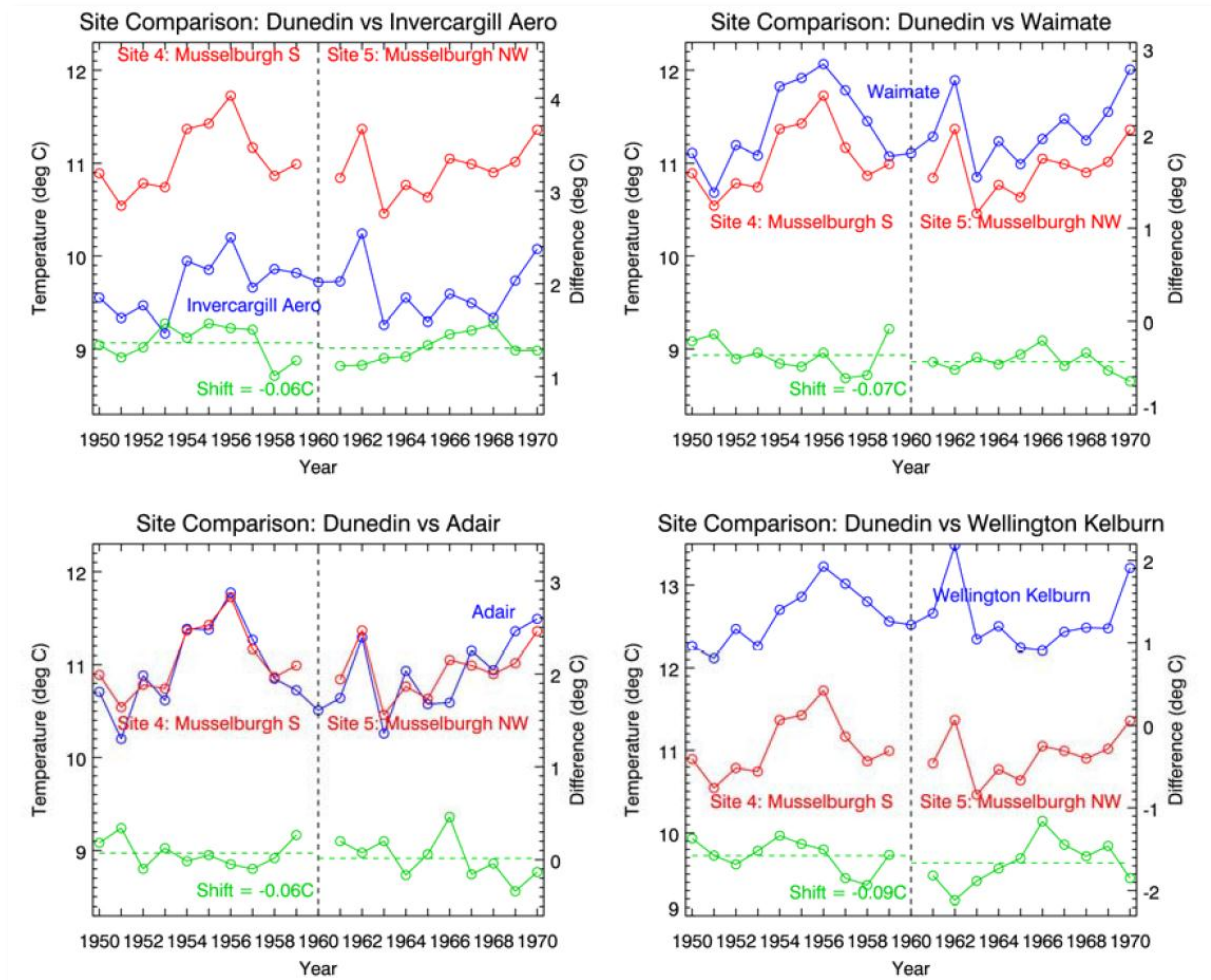 Site Comparison: Dunedin vs Invercargill Aero
Site 4: Musselburgh S
Site 5: Musselburgh NW
12
11
10
9
Temperature (deg C)
4
3
2
1
Difference (deg C)
Invercargill Aero
Shift = -0.06C
1950 1952 1954 1956 1958 1960 1962 1964 1966 1968 1970
Year
Site Comparison: Dunedin vs Waimate
12
11
10
9
Temperature (deg C)
3
2
1
0
-1
Difference (deg C)
Waimate
Site 4: Musselburgh S
Site 5: Musselburgh NW
Shift = -0.07C
1950 1952 1954 1956 1958 1960 1962 1964 1966 1968 1970
Year
Site Comparison: Dunedin vs Adair
12
11
10
9
Temperature (deg C)
3
2
1
0
Difference (deg C)
Adair
Site 4: Musselburgh S
Site 5: Musselburgh NW
Shift = -0.06C
1950 1952 1954 1956 1958 1960 1962 1964 1966 1968 1970
Year
Site Comparison: Dunedin vs Wellington Kelburn
13
12
11
10
9
Temperature (deg C)
2
1
0
-1
-2
Difference (deg C)
Wellington Kelburn
Site 4: Musselburgh S
Site 5: Musselburgh NW
Shift = -0.09C
1950 1952 1954 1956 1958 1960 1962 1964 1966 1968 1970
Year